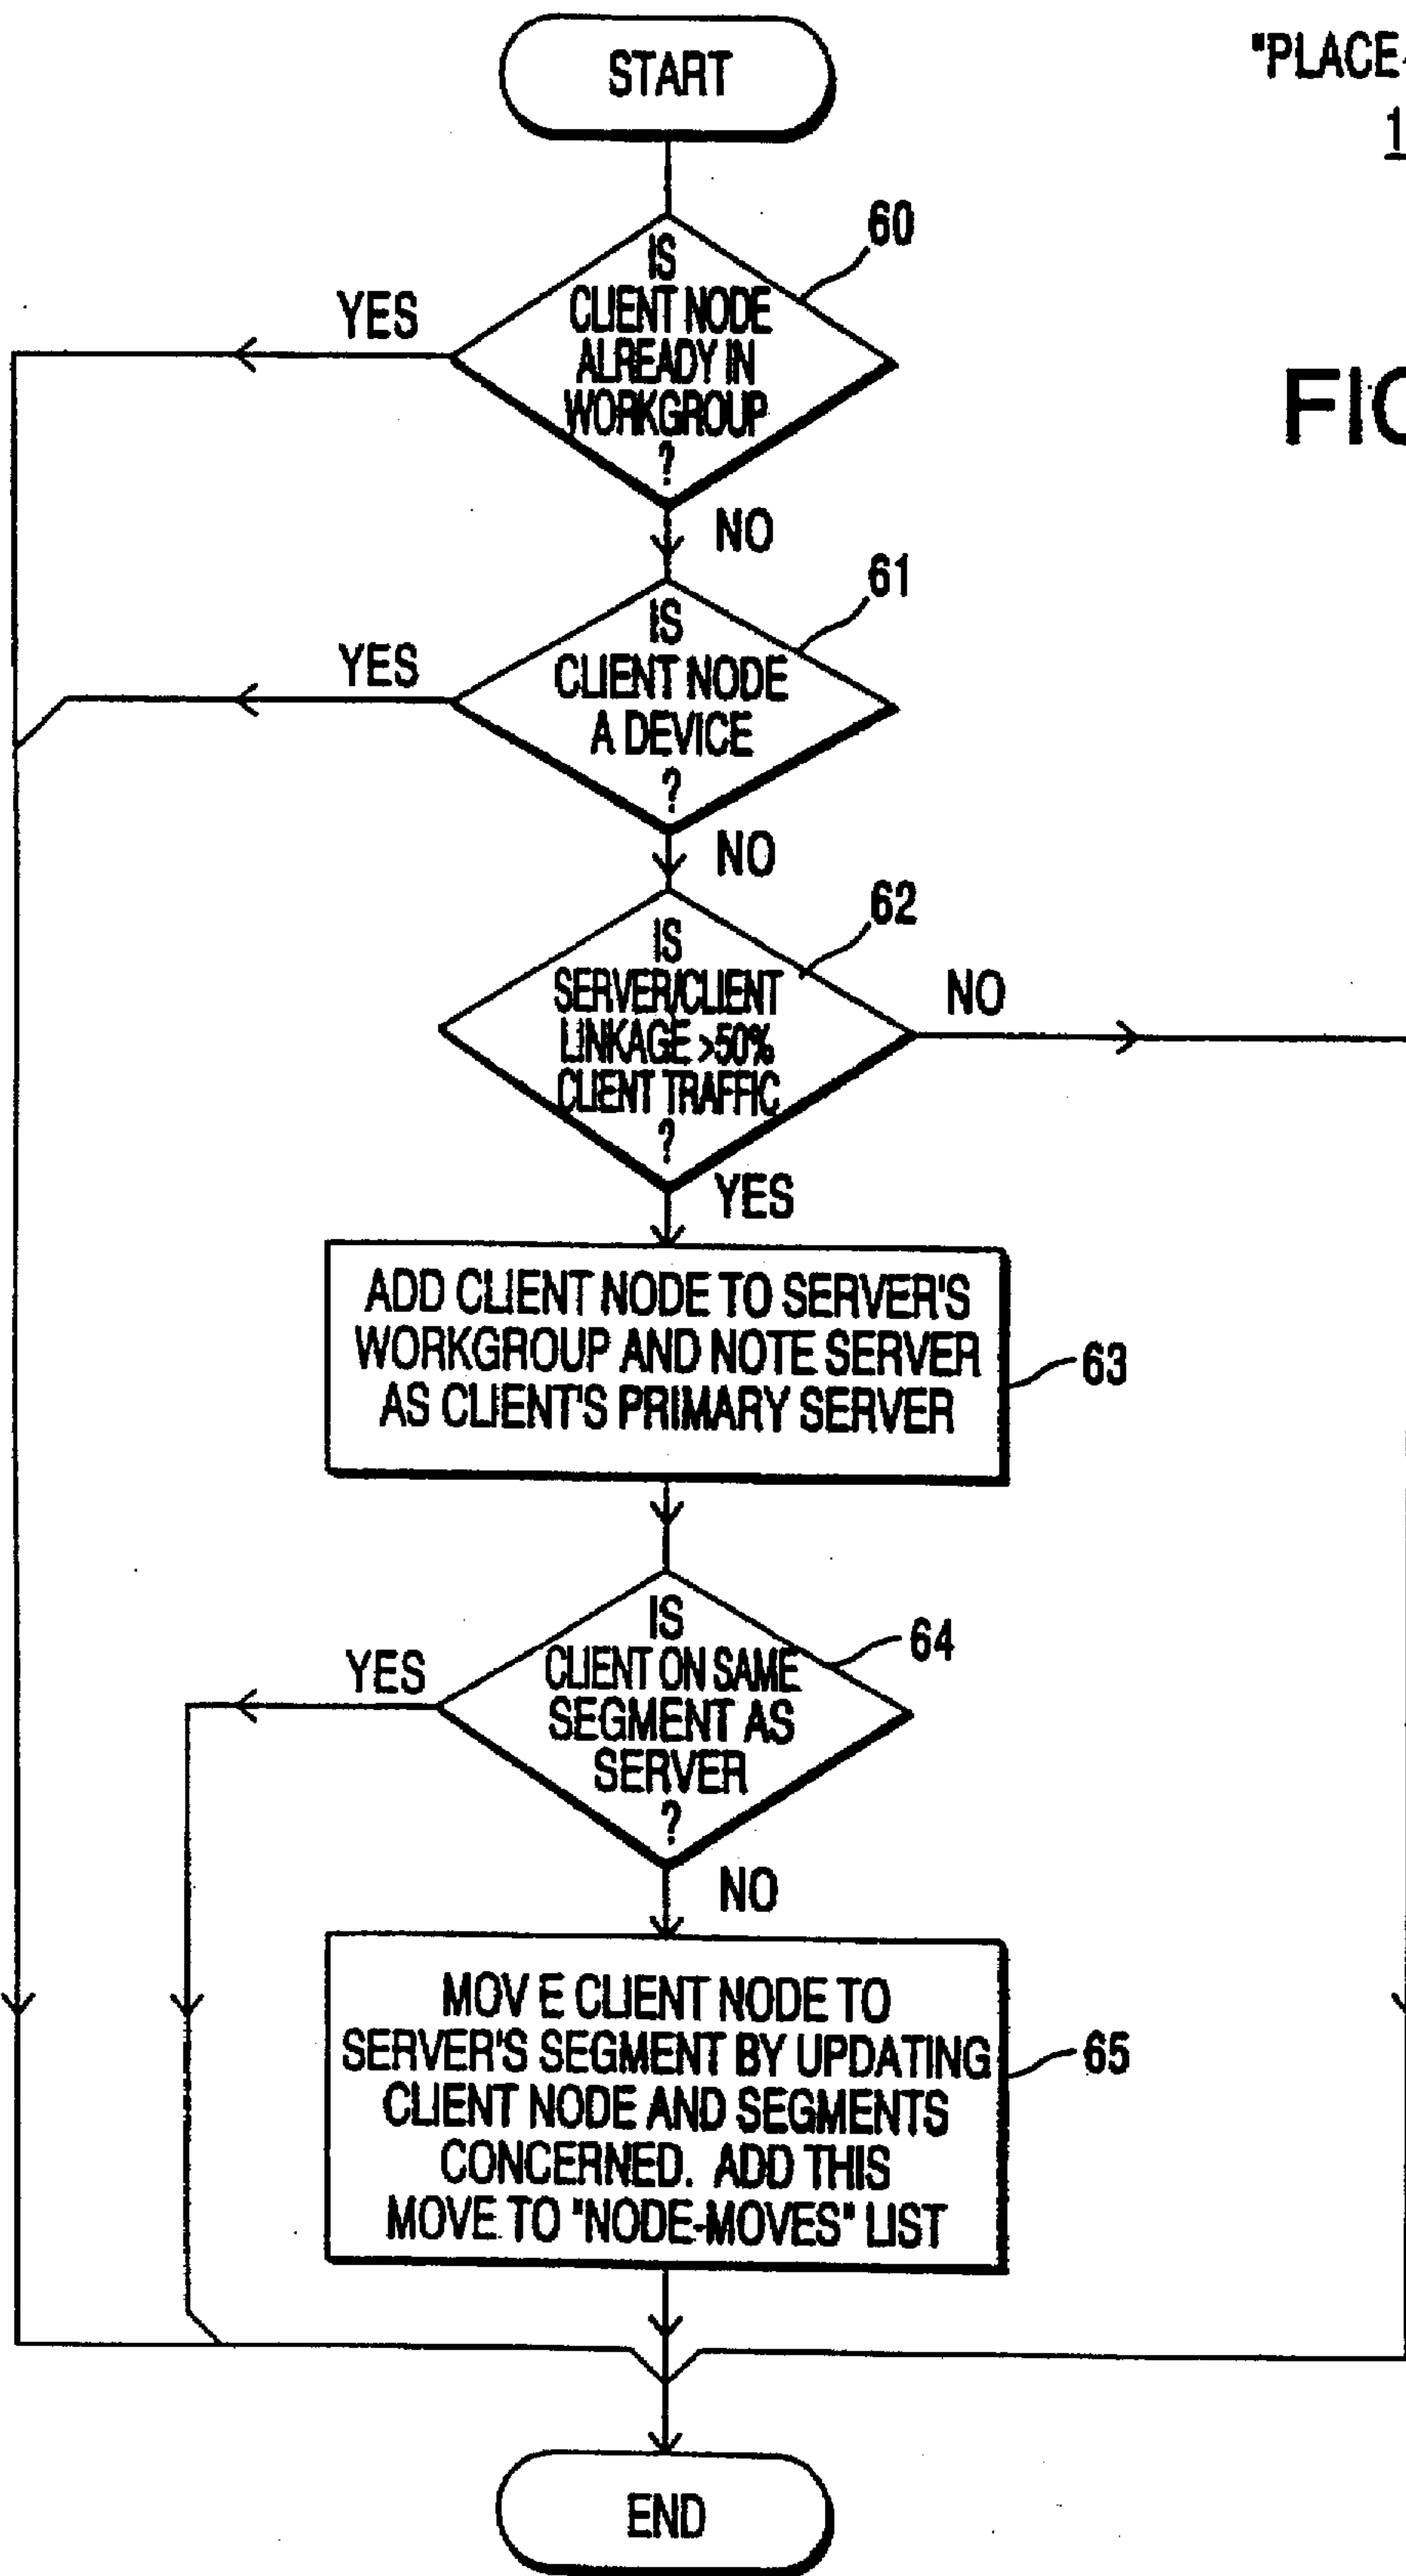 START
"PLACE-
1
60
IS
CLIENT NODE
ALREADY IN
WORKGROUP
?
YES
FIG
NO
61
IS
CLIENT NODE
A DEVICE
?
YES
NO
62
IS
SERVER/CLIENT
LINKAGE >50%
CLIENT TRAFFIC
?
NO
YES
ADD CLIENT NODE TO SERVER'S
WORKGROUP AND NOTE SERVER
AS CLIENT'S PRIMARY SERVER
63
IS
CLIENT ON SAME
SEGMENT AS
SERVER
?
64
YES
NO
MOV E CLIENT NODE TO
SERVER'S SEGMENT BY UPDATING
CLIENT NODE AND SEGMENTS
CONCERNED. ADD THIS
MOVE TO "NODE-MOVES" LIST
65
END